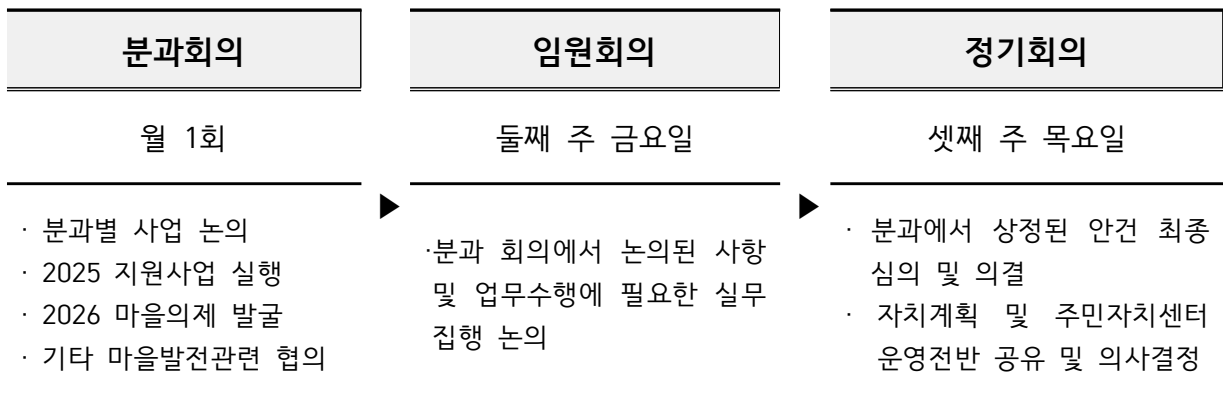 분과회의
월 1회
· 분과별 사업 논의
· 2025 지원사업 실행
· 2026 마을의제 발굴
· 기타 마을발전관련 협의
▶
임원회의
둘째 주 금요일
·분과 회의에서 논의된 사항
및 업무수행에 필요한 실무
집행 논의
▶
정기회의
셋째 주 목요일
· 분과에서 상정된 안건 최종
심의 및 의결
· 자치계획 및 주민자치센터
운영전반 공유 및 의사결정